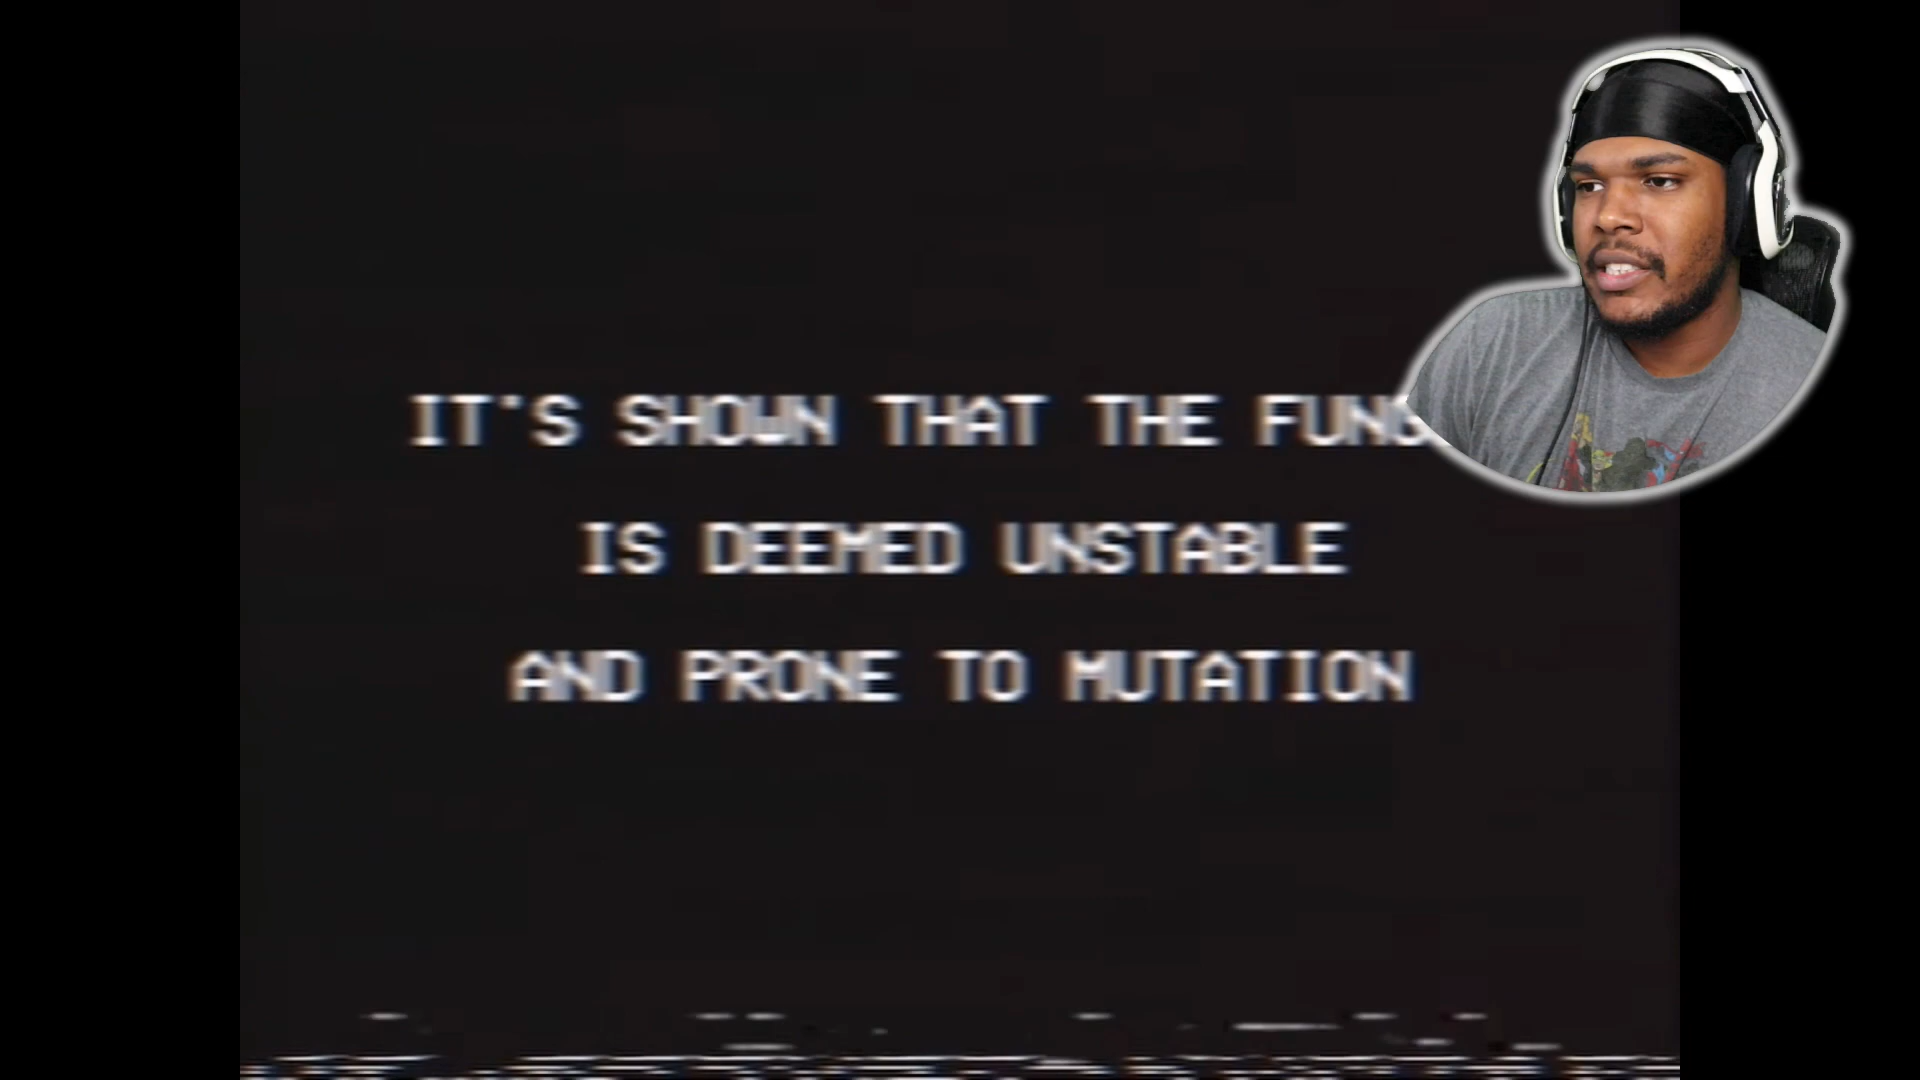 IT'S SHOWN THAT THE
IS DEEMED UNSTABLE
AND PRONE TO MUTATION